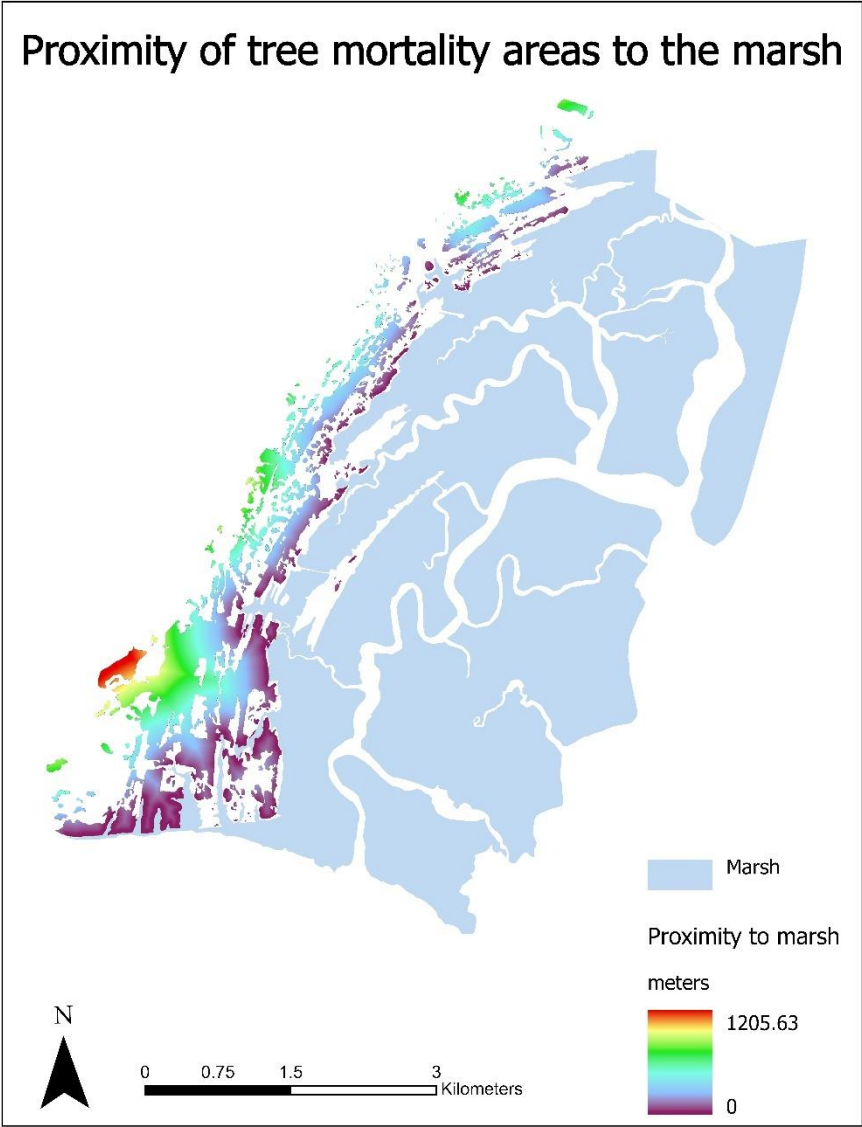 Proximity of tree mortality areas to the marsh
Marsh
Proximity to marsh
meters
1205.63
0
N
0 0.75 1.5 3
Kilometers